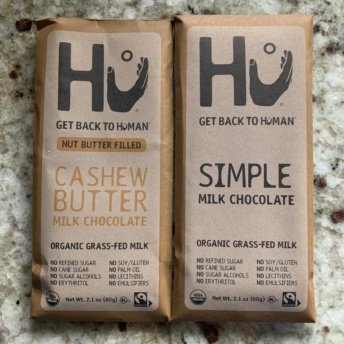 HU
GET BACK TO HUMAN
NUT BUTTER FILLED
CASHEW
BUTTER
MILK CHOCOLATE
ORGANIC GRASS-FED MILK
NO REFINED SUGAR
NO CANE SUGAR
NO SUGAR ALCOHOLS
NO ERYTHRITOL
NO SOY/GLUTEN
NO PALM OIL
NO LECITHINS
NO EMULSIFIERS
Net Wt. 2.1 oz (60g)
HU
GET BACK TO HUMAN
SIMPLE
MILK CHOCOLATE
ORGANIC GRASS-FED MILK
NO REFINED SUGAR
NO CANE SUGAR
NO SUGAR ALCOHOLS
NO ERYTHRITOL
NO SOY/GLUTEN
NO PALM OIL
NO LECITHINS
NO EMULSIFIERS
Net Wt. 2.1 oz (60g)